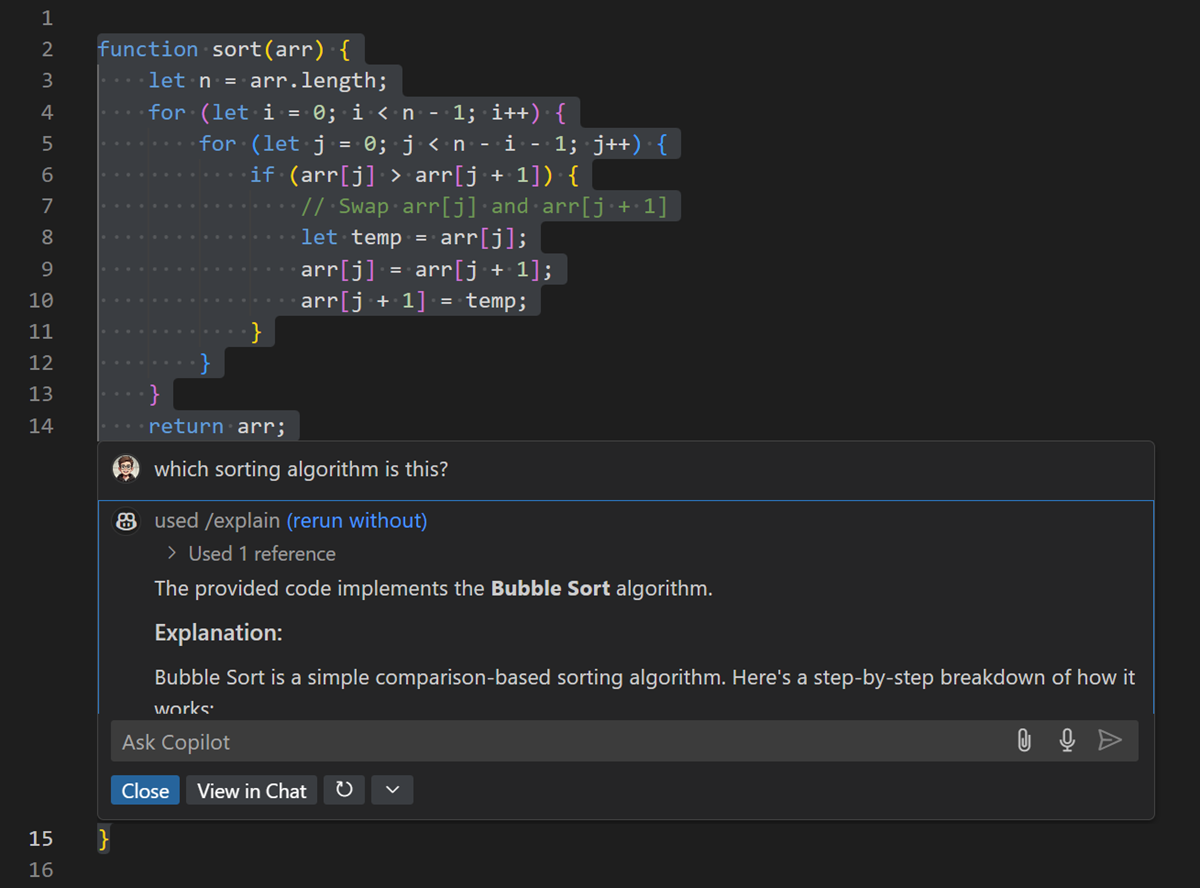 1
2 function sort(arr) {
3     let n = arr.length;
4     for (let i = 0; i < n - 1; i++) {
5         for (let j = 0; j < n - i - 1; j++) {
6             if (arr[j] > arr[j + 1]) {
7                 // Swap arr[j] and arr[j + 1]
8                 let temp = arr[j];
9                 arr[j] = arr[j + 1];
10                 arr[j + 1] = temp;
11             }
12         }
13     }
14     return arr;
which sorting algorithm is this?
used /explain (rerun without)
> Used 1 reference
The provided code implements the Bubble Sort algorithm.
Explanation:
Bubble Sort is a simple comparison-based sorting algorithm. Here's a step-by-step breakdown of how it
works:
Ask Copilot
Close View in Chat
15 }
16